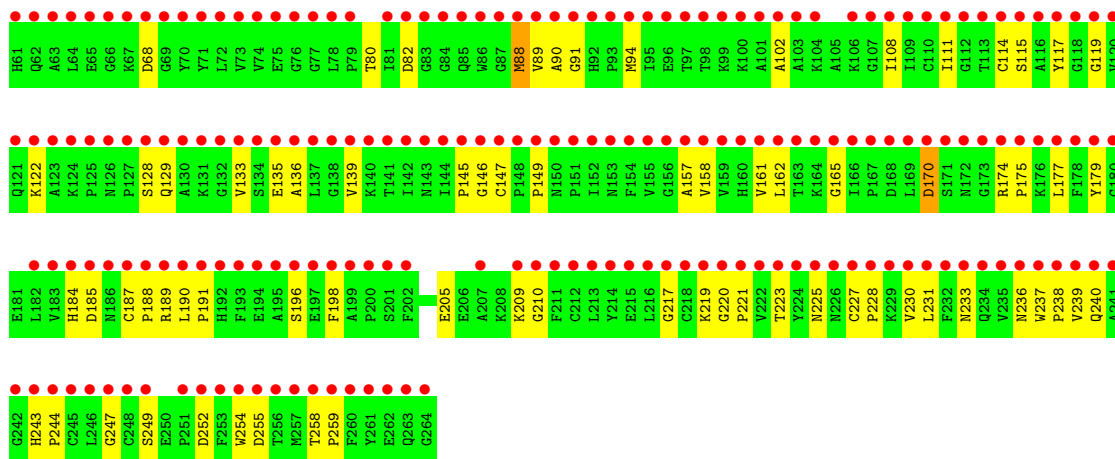 H61 Q62 A63 L64 E65 G66 K67 D68 G69 Y70 Y71 L72 V73 V74 E75 G76 G77 L78 P79 T80 I81 D82 G83 G84 Q85 W86 G87 M88 V89 A90 G91 H92 P93 M94 I95 E96 T97 T98 K99 K100 A101 A102 A103 K104 A105 K106 G107 I108 I109 C110 I111 G112 T113 C114 S115 A116 Y117 G118 G119 V120
Q121 K122 A123 K124 P125 N126 P127 S128 Q129 A130 K131 G132 V133 S134 E135 A136 L137 G138 V139 K140 T141 I142 N143 I144 P145 G146 C147 P148 P149 N150 P151 I152 N153 F154 V155 G156 A157 V158 V159 H160 V161 L162 T163 K164 G165 I166 P167 D168 L169 D170 S171 N172 G173 R174 P175 K176 L177 F178 Y179 G180
E181 L182 V183 H184 D185 N186 C187 P188 R189 L190 P191 H192 F193 E194 A195 S196 E197 F198 A199 P200 S201 F202 E205 E206 A207 K208 K209 G210 F211 C212 L213 Y214 E215 L216 G217 G218 K219 G220 P221 V222 T223 Y224 N225 N226 C227 P228 K229 V230 L231 F232 N233 Q234 V235 N236 W237 P238 V239 Q240 A241
G242 H243 P244 C245 L246 G247 C248 S249 E250 P251 D252 F253 W254 D255 T256 M257 T258 P259 F260 Y261 E262 Q263 G264